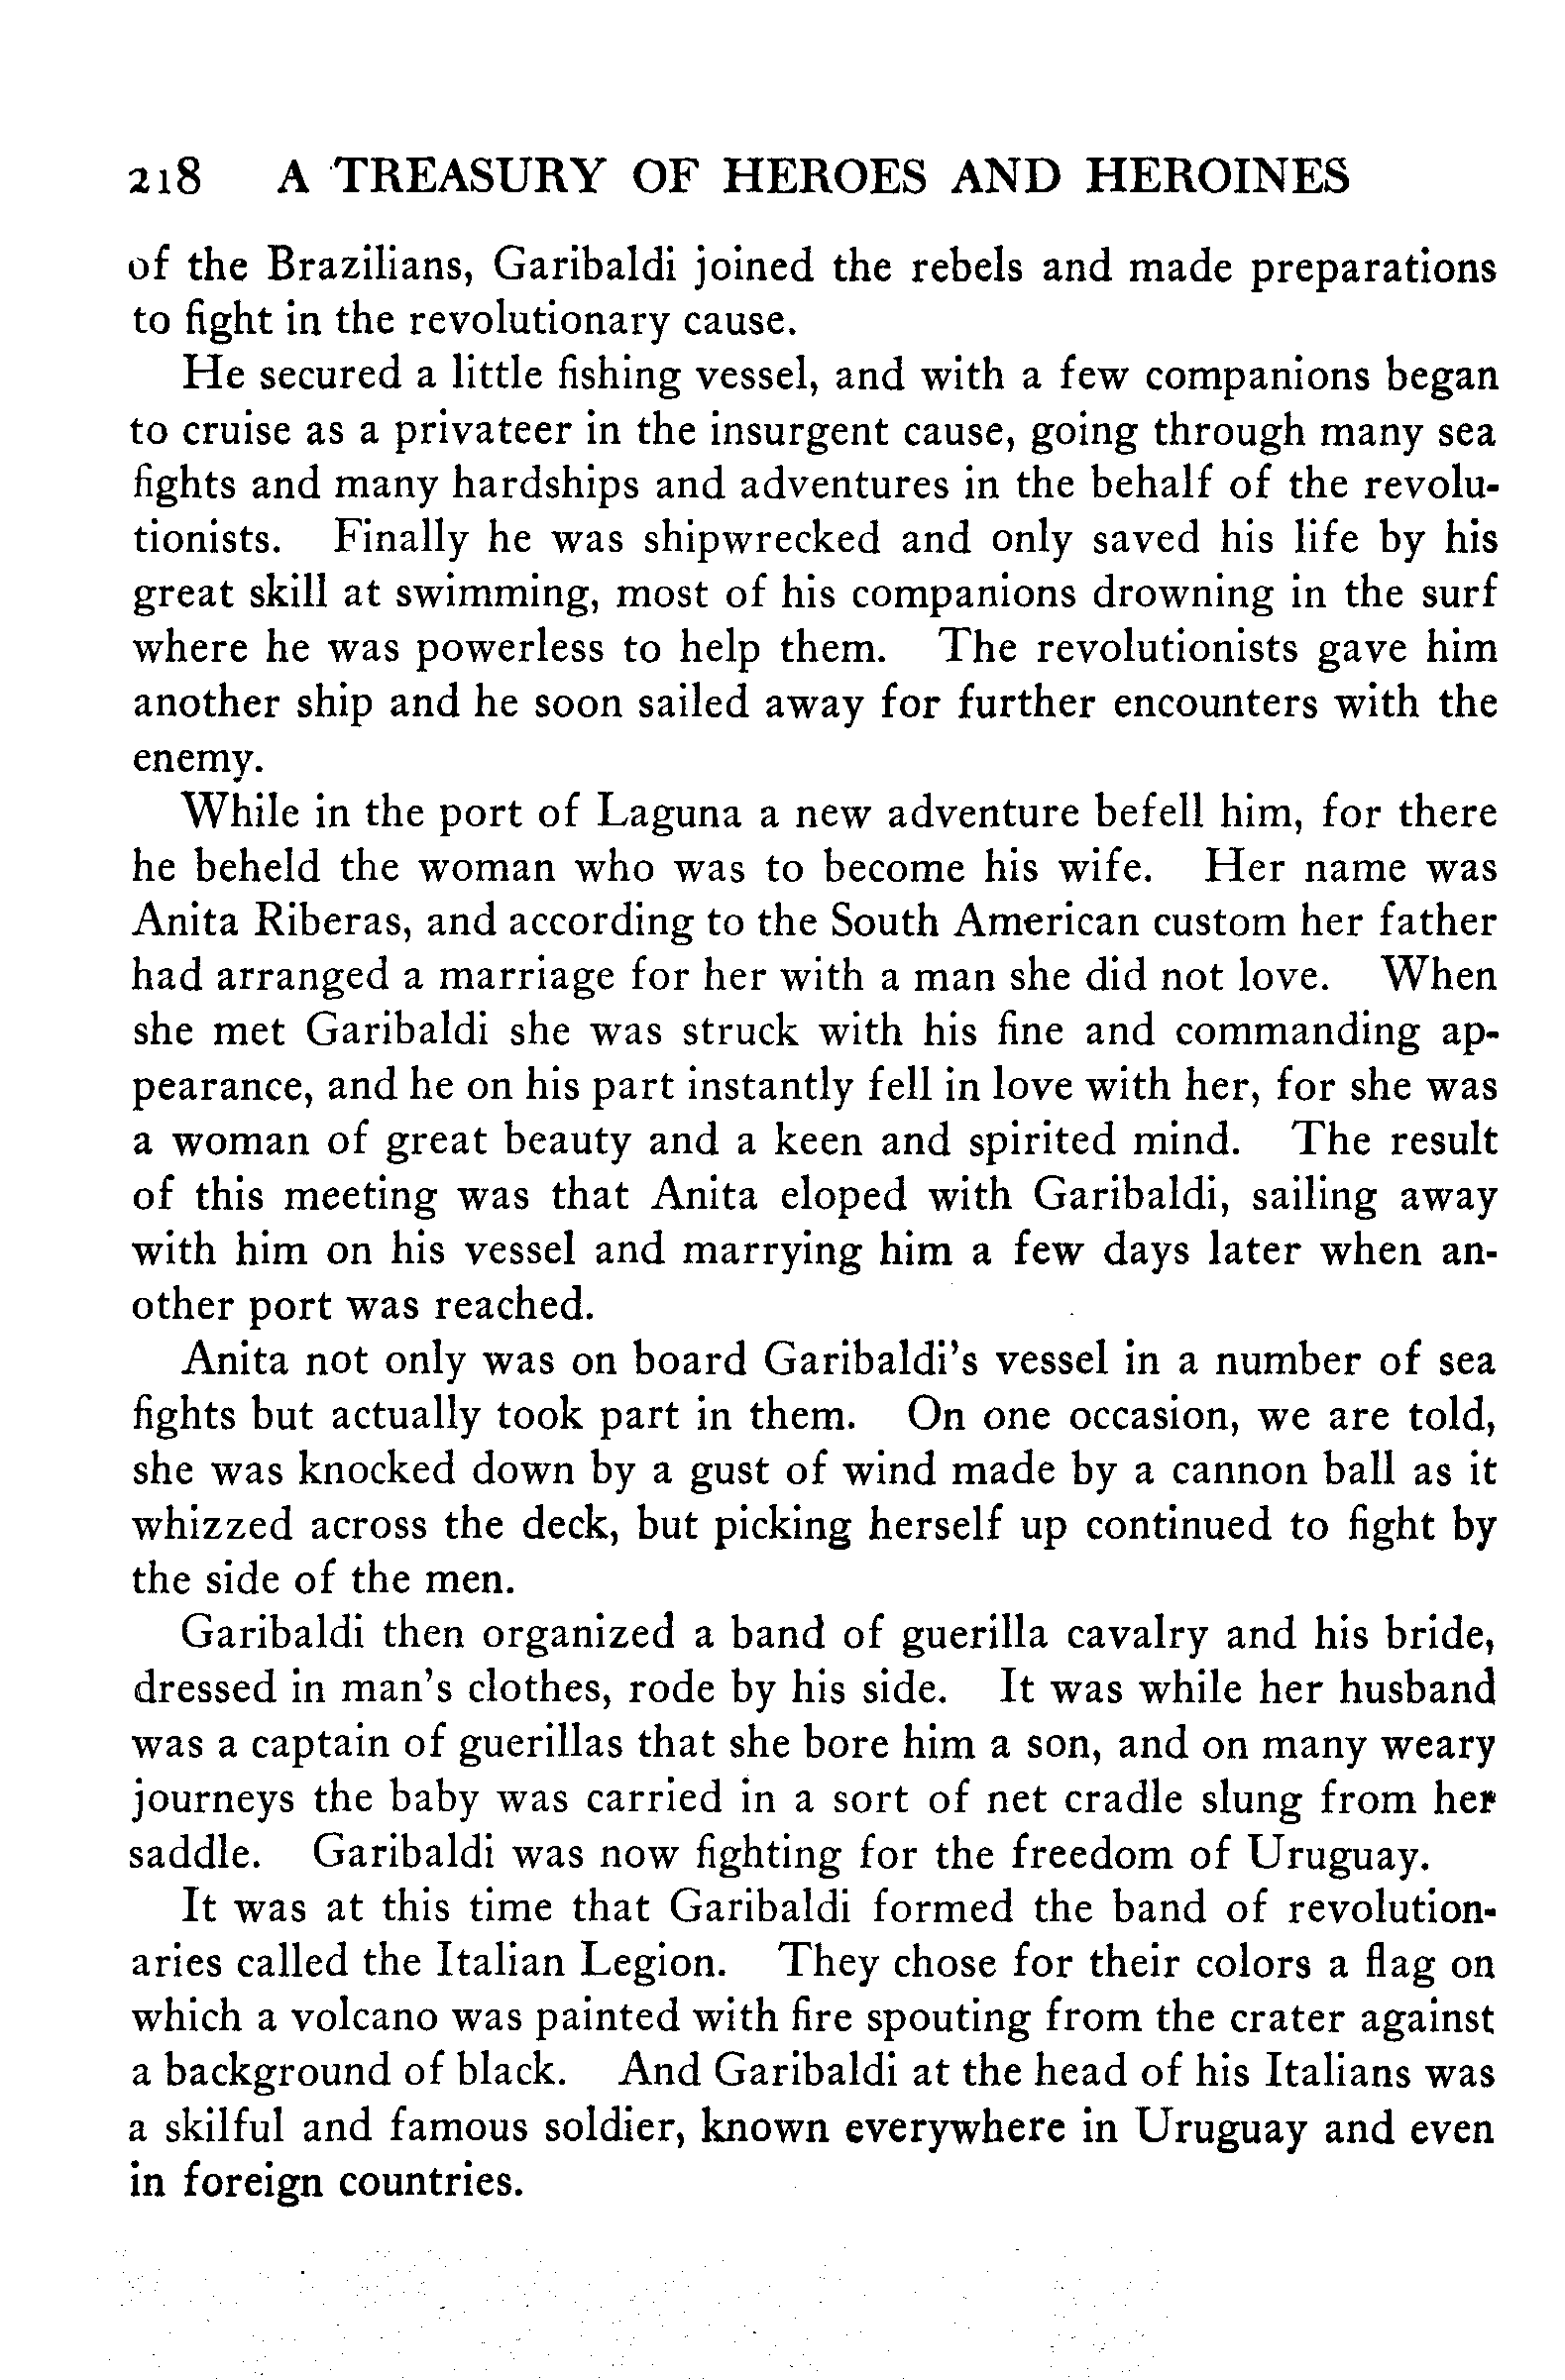 218 A TREASURY OF HEROES AND HEROINES
of the Brazilians, Garibaldi joined the rebels and made preparations
to fight in the revolutionary cause.
He secured a little fishing vessel, and with a few companions began
to cruise as a privateer in the insurgent cause, going through many sea
fights and many hardships and adventures in the behalf of the revolu-
tionists. Finally he was shipwrecked and only saved his life by his
great skill at swimming, most of his companions drowning in the surf
where he was powerless to help them. The revolutionists gave him
another ship and he soon sailed away for further encounters with the
enemy.
While in the port of Laguna a new adventure befell him, for there
he beheld the woman who was to become his wife. Her name was
Anita Riberas, and according to the South American custom her father
had arranged a marriage for her with a man she did not love. When
she met Garibaldi she was struck with his fine and commanding ap-
pearance, and he on his part instantly fell in love with her, for she was
a woman of great beauty and a keen and spirited mind. The result
of this meeting was that Anita eloped with Garibaldi, sailing away
with him on his vessel and marrying him a few days later when an-
other port was reached.
Anita not only was on board Garibaldi's vessel in a number of sea
fights but actually took part in them. On one occasion, we are told,
she was knocked down by a gust of wind made by a cannon ball as it
whizzed across the deck, but picking herself up continued to fight by
the side of the men.
Garibaldi then organized a band of guerilla cavalry and his bride,
dressed in man's clothes, rode by his side. It was while her husband
was a captain of guerillas that she bore him a son, and on many weary
journeys the baby was carried in a sort of net cradle slung from her
saddle. Garibaldi was now fighting for the freedom of Uruguay.
It was at this time that Garibaldi formed the band of revolution-
aries called the Italian Legion. They chose for their colors a flag on
which a volcano was painted with fire spouting from the crater against
a background of black. And Garibaldi at the head of his Italians was
a skilful and famous soldier, known everywhere in Uruguay and even
in foreign countries.